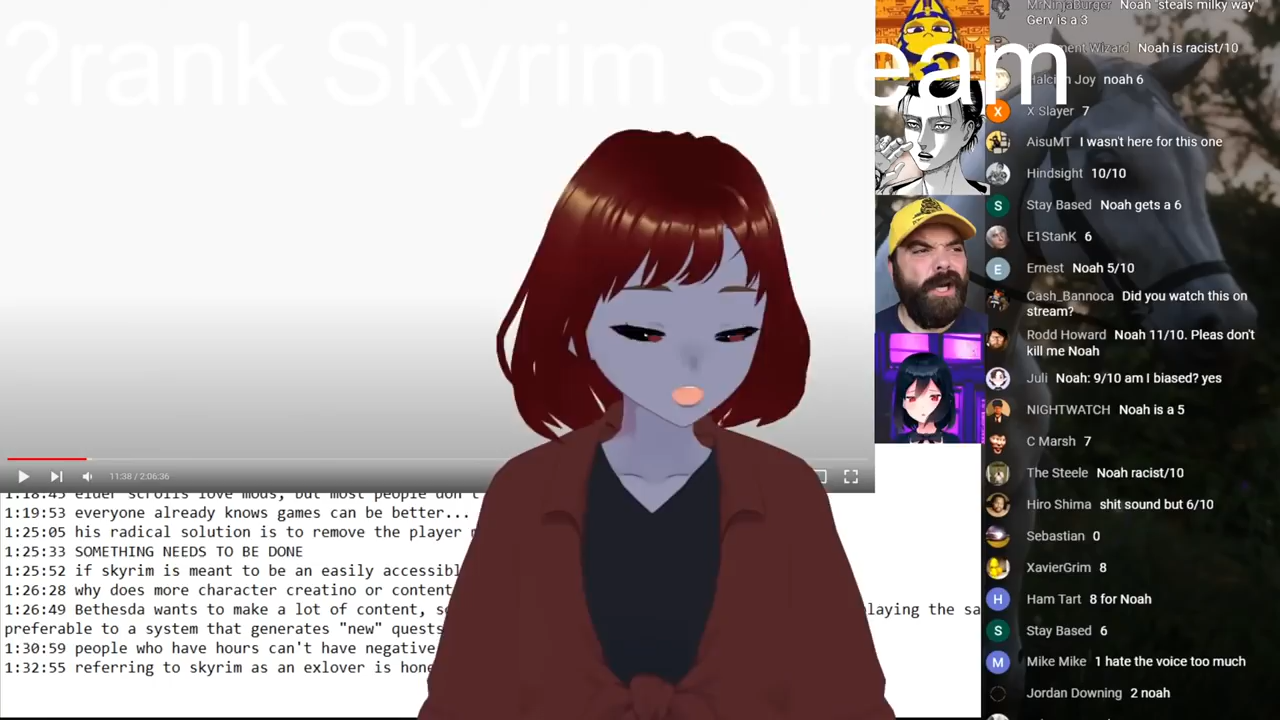 ?rank Skyrim Stream
11:38 / 2:06:36
1:18:45 elder scrolls love mods, but most people don't
1:19:53 everyone already knows games can be better...
1:25:05 his radical solution is to remove the player
1:25:33 SOMETHING NEEDS TO BE DONE
1:25:52 if skyrim is meant to be an easily accessibl
1:26:28 why does more character creatino or content
1:26:49 Bethesda wants to make a lot of content, s laying the sa
preferable to a system that generates "new" quests
1:30:59 people who have hours can't have negative
1:32:55 referring to skyrim as an exlover is hone
MrNinjaBurger Noah "steals milky way"
Gerv is a 3
ment Wizard Noah is racist/10
Halcion Joy noah 6
X Slayer 7
AisuMT I wasn't here for this one
Hindsight 10/10
Stay Based Noah gets a 6
E1StanK 6
Ernest Noah 5/10
Cash_Bannoca Did you watch this on
stream?
Rodd Howard Noah 11/10. Pleas don't
kill me Noah
Juli Noah: 9/10 am I biased? yes
NIGHTWATCH Noah is a 5
C Marsh 7
The Steele Noah racist/10
Hiro Shima shit sound but 6/10
Sebastian 0
XavierGrim 8
Ham Tart 8 for Noah
Stay Based 6
Mike Mike 1 hate the voice too much
Jordan Downing 2 noah